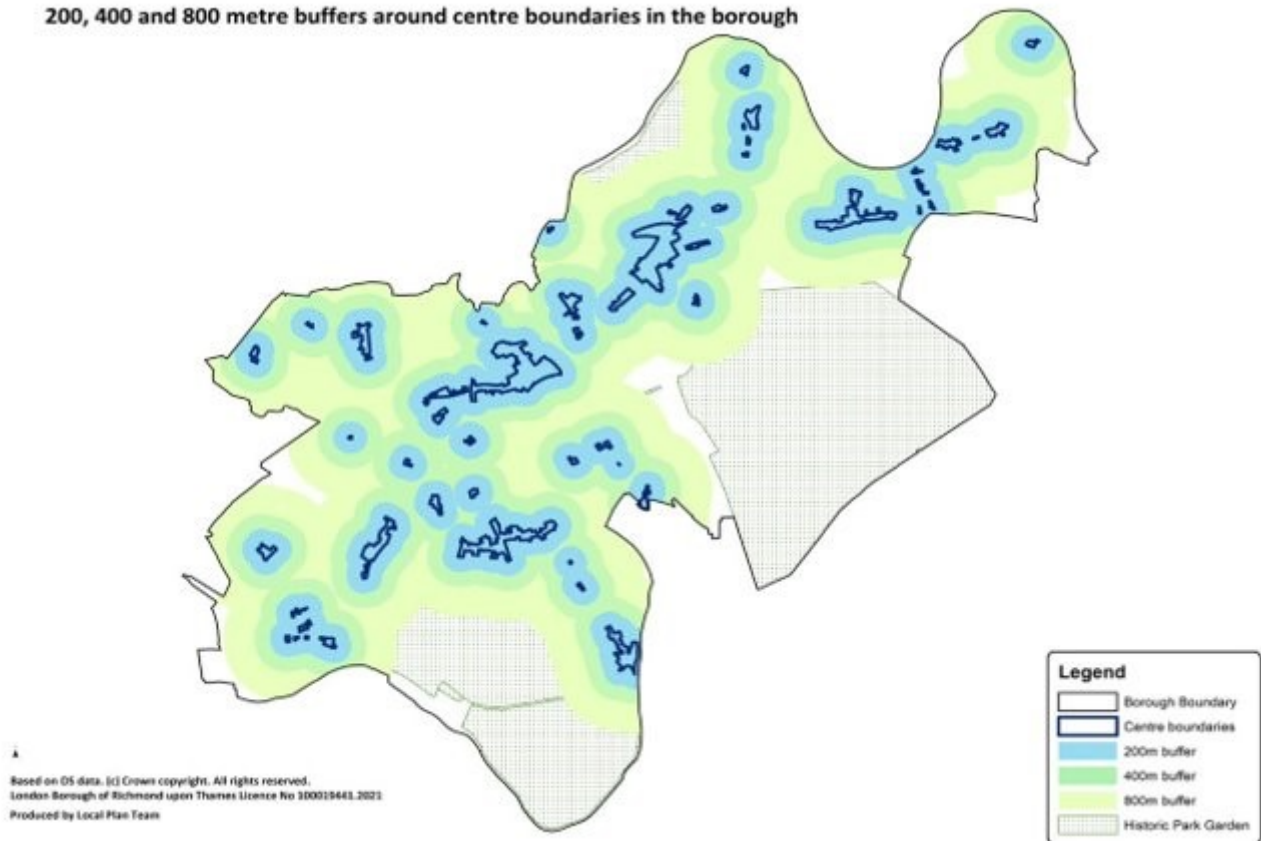 200, 400 and 800 metre buffers around centre boundaries in the borough
Based on OS data. (c) Crown copyright. All rights reserved.
London Borough of Richmond upon Thames Licence No 100019441.2021
Produced by Local Plan Team
Legend
Borough Boundary
Centre boundaries
200m buffer
400m buffer
800m buffer
Historic Park Garden